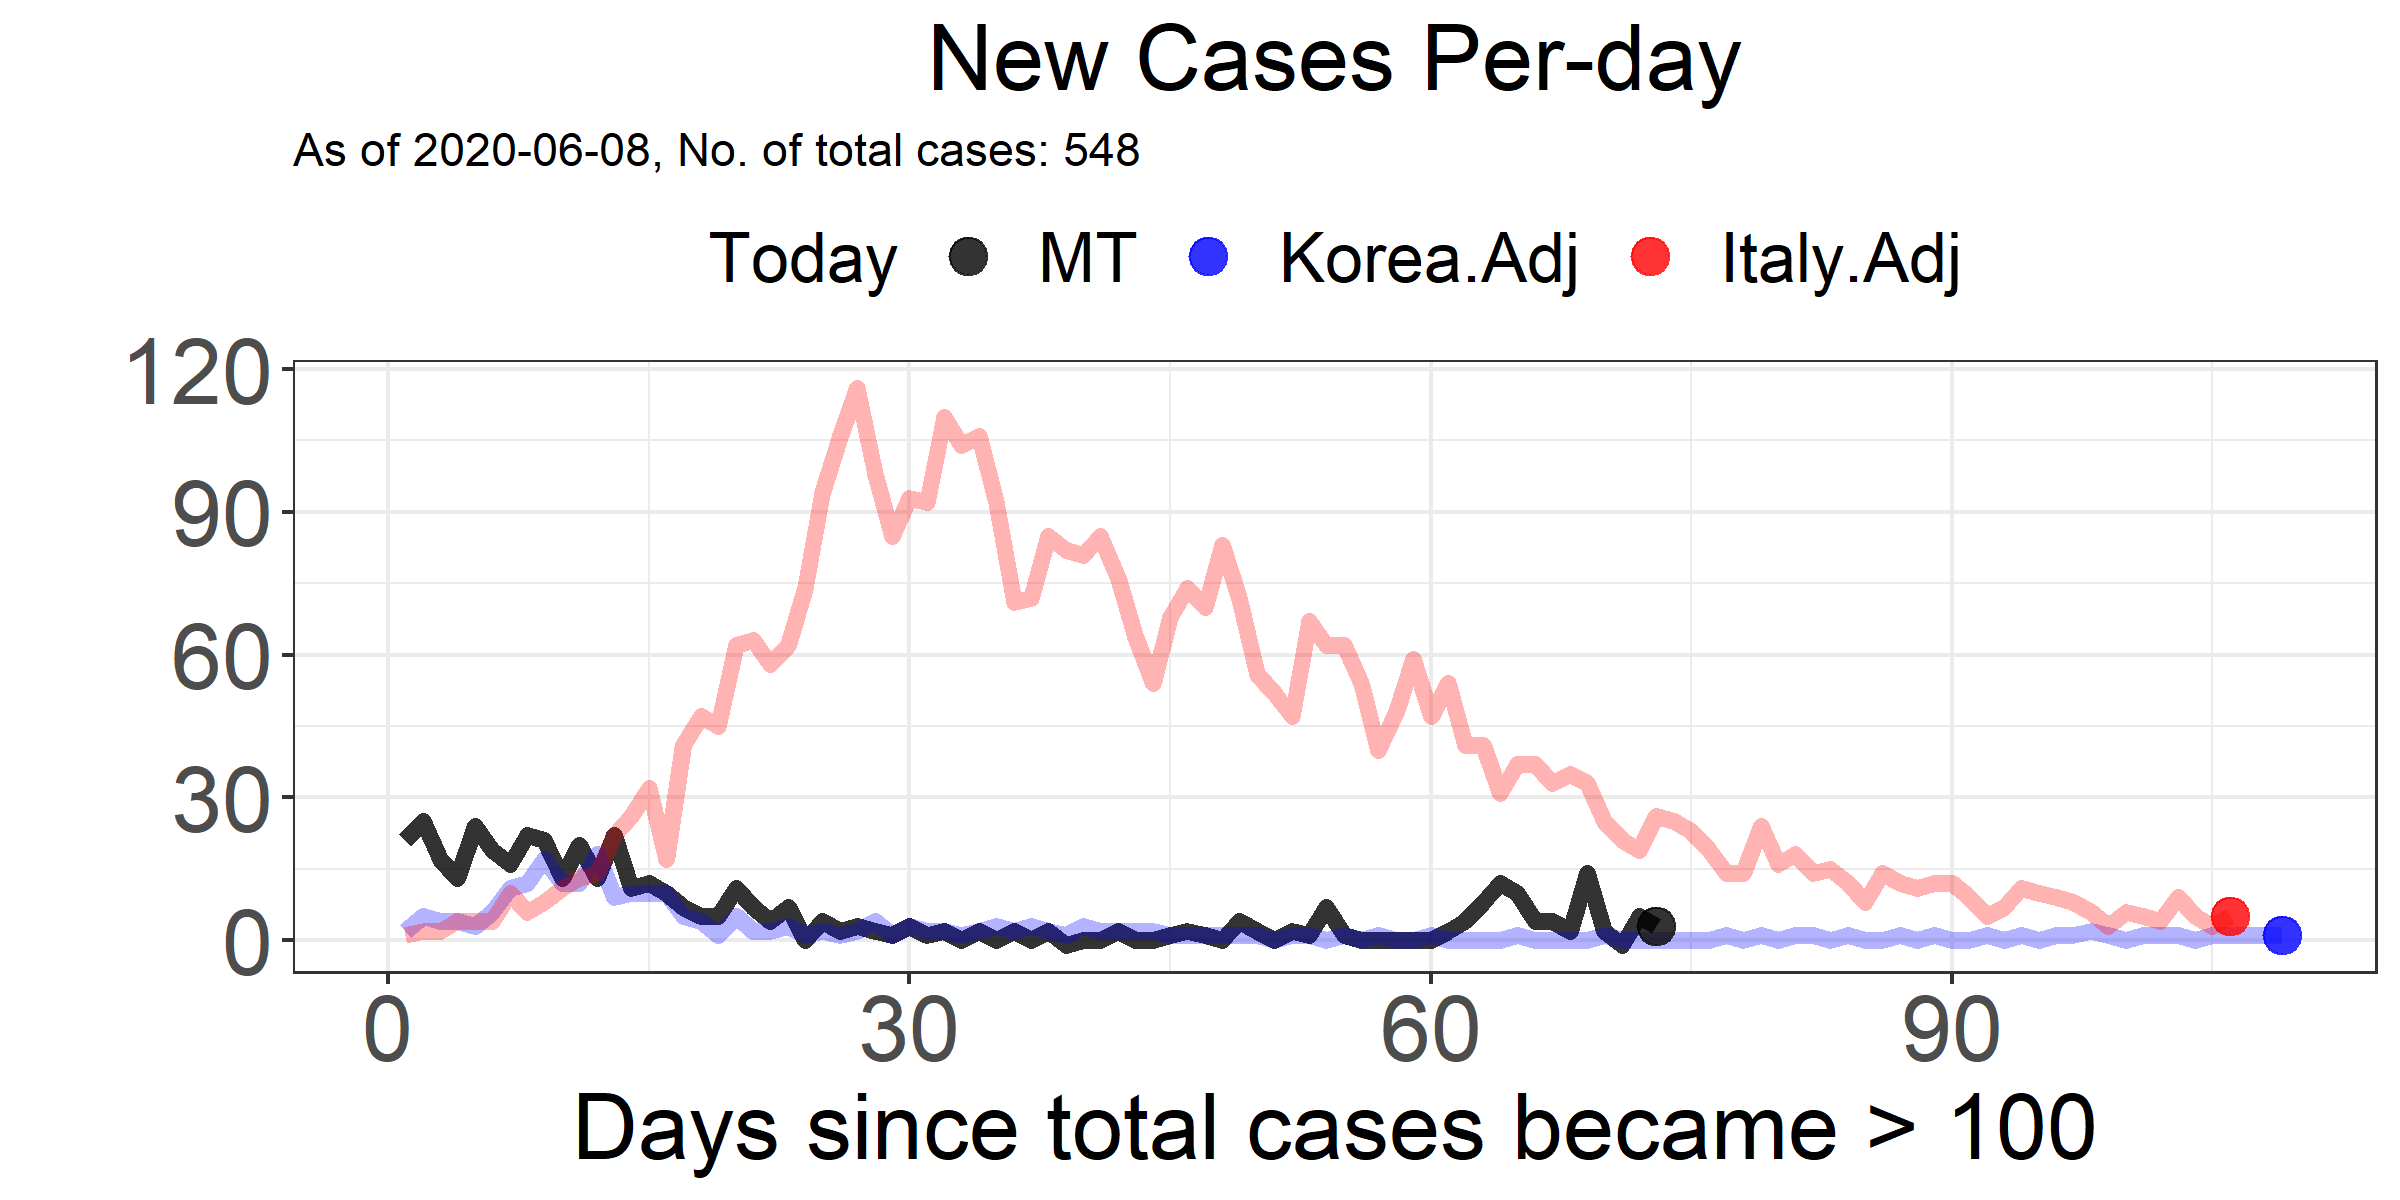 New Cases Per-day
As of 2020-06-08, No. of total cases: 548
Today MT Korea.Adj Italy.Adj
120
90
60
30
0
0 30 60 90
Days since total cases became > 100